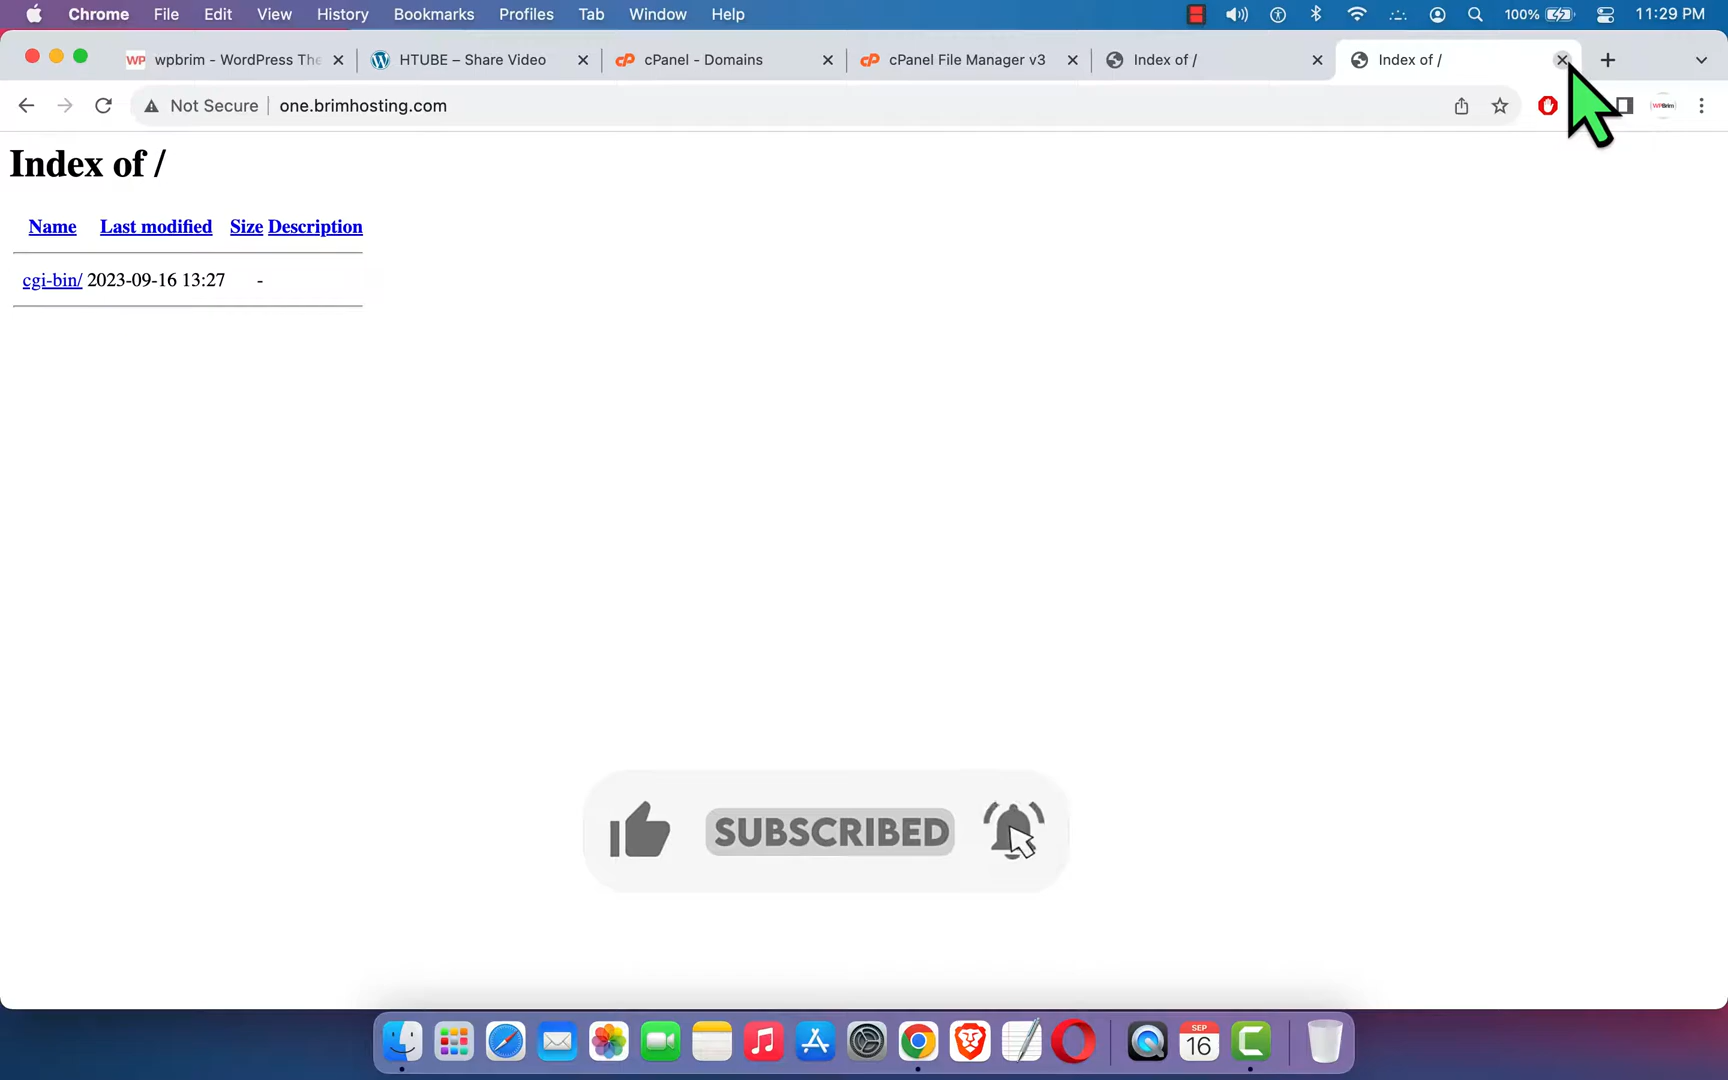 Chrome File Edit View History Bookmarks Profiles Tab Window Help 100% 11:29 PM
WP wpbrim - WordPress The HTUBE – Share Video cPanel - Domains cPanel File Manager v3 Index of / Index of /
Not Secure one.brimhosting.com WPBrim
Index of /
Name Last modified Size Description
cgi-bin/ 2023-09-16 13:27 -
SUBSCRIBED
SEP
16